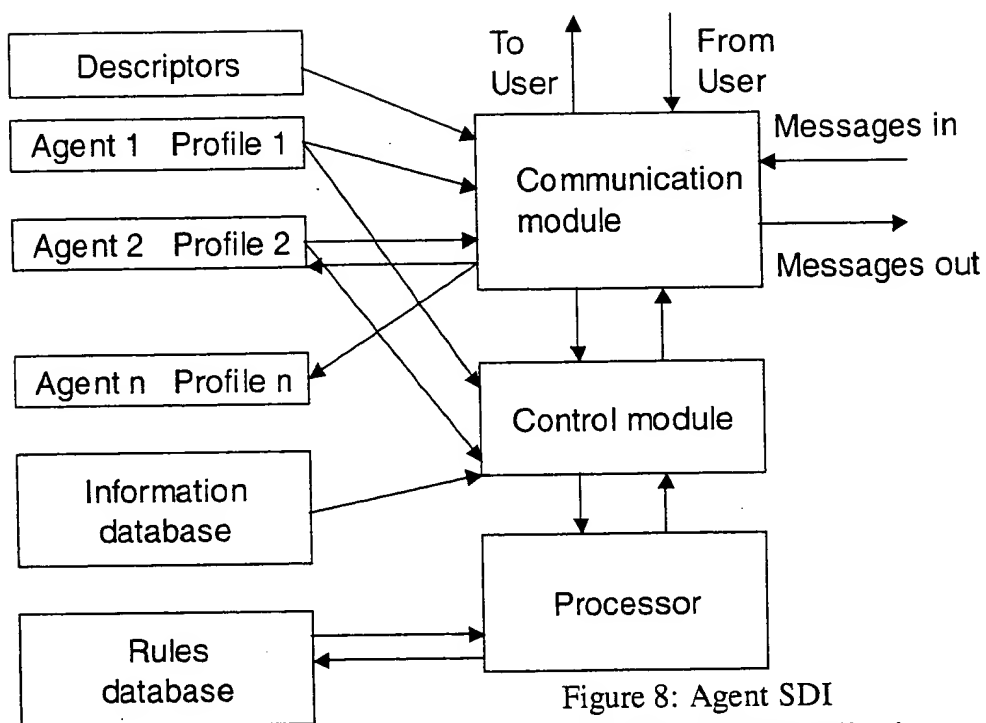 Descriptors
Agent 1 Profile 1
Agent 2 Profile 2
Agent n Profile n
Information
database
Rules
database
To
User
From
User
Messages in
Communication
module
Messages out
Control module
Processor
Figure 8: Agent SDI